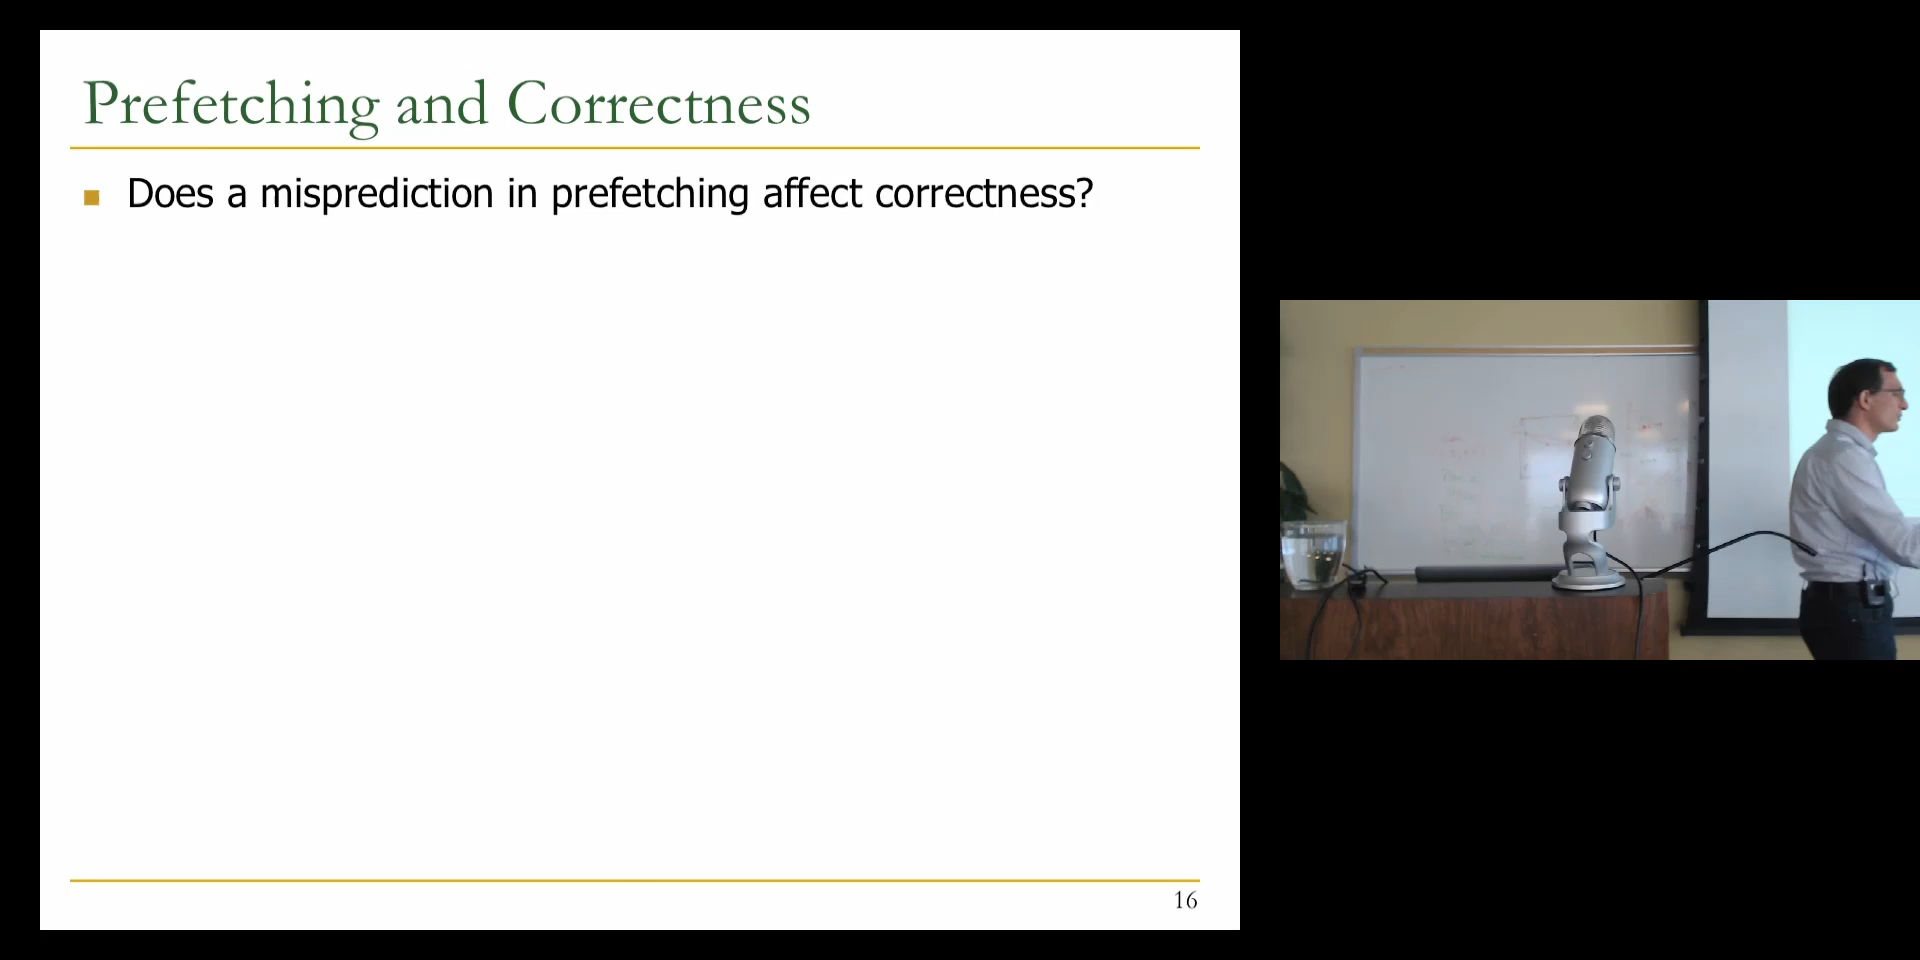 Prefetching and Correctness
Does a misprediction in prefetching affect correctness?
16